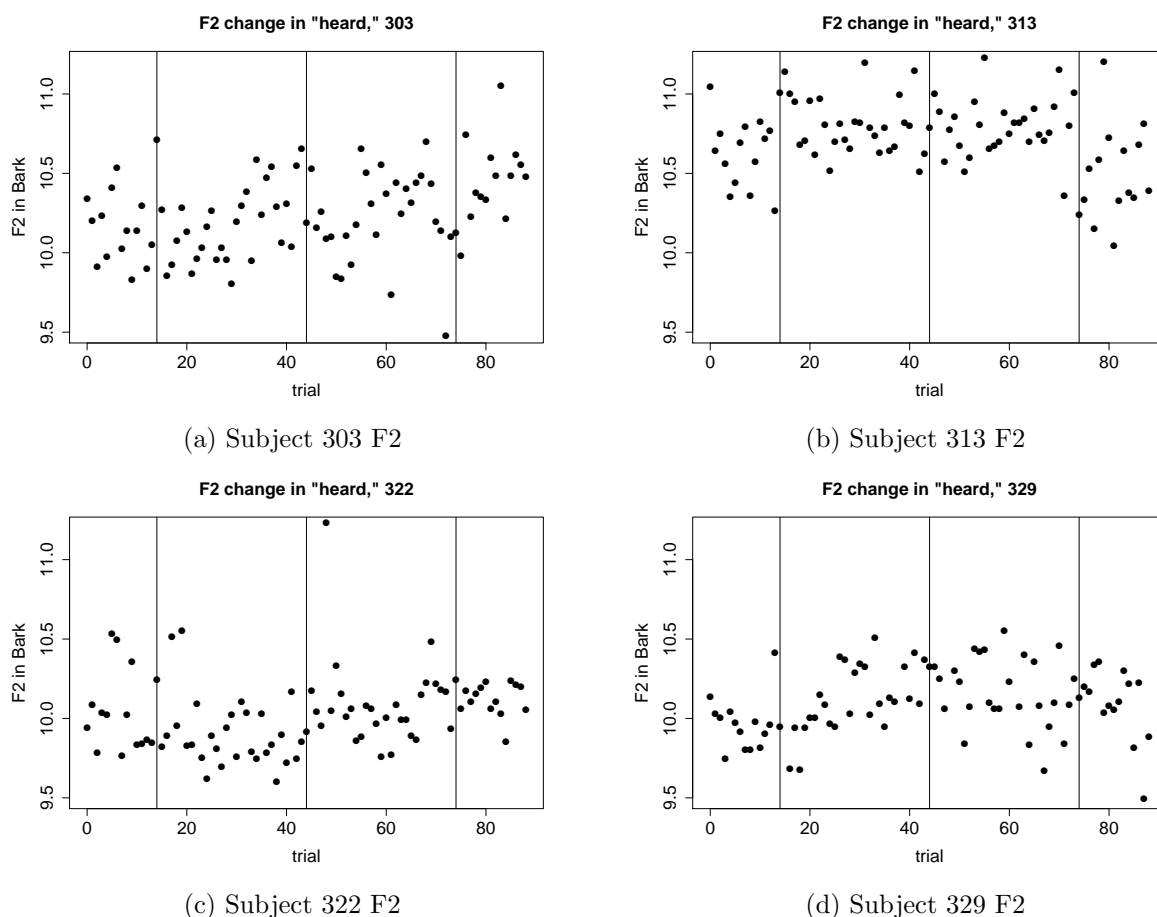 F2 change in "heard," 303
F2 in Bark
11.0
10.5
10.0
9.5
0 20 40 60 80
trial
(a) Subject 303 F2
F2 change in "heard," 313
F2 in Bark
11.0
10.5
10.0
9.5
0 20 40 60 80
trial
(b) Subject 313 F2
F2 change in "heard," 322
F2 in Bark
11.0
10.5
10.0
9.5
0 20 40 60 80
trial
(c) Subject 322 F2
F2 change in "heard," 329
F2 in Bark
11.0
10.5
10.0
9.5
0 20 40 60 80
trial
(d) Subject 329 F2